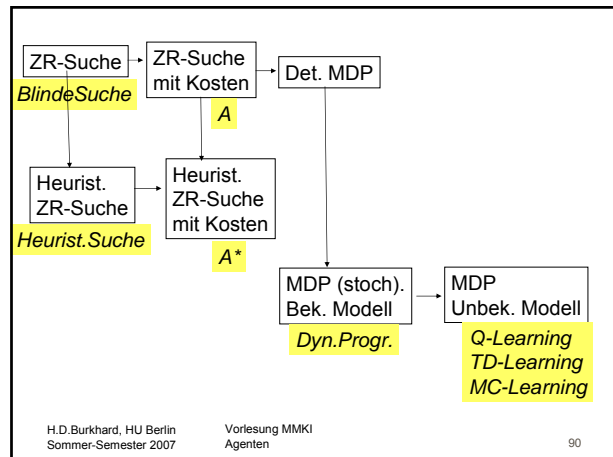 ZR-Suche
BlindeSuche
ZR-Suche
mit Kosten
A
Det. MDP
Heurist.
ZR-Suche
Heurist.Suche
Heurist.
ZR-Suche
mit Kosten
A*
MDP (stoch).
Bek. Modell
Dyn.Progr.
MDP
Unbek. Modell
Q-Learning
TD-Learning
MC-Learning
H.D.Burkhard, HU Berlin
Sommer-Semester 2007
Vorlesung MMKI
Agenten
90